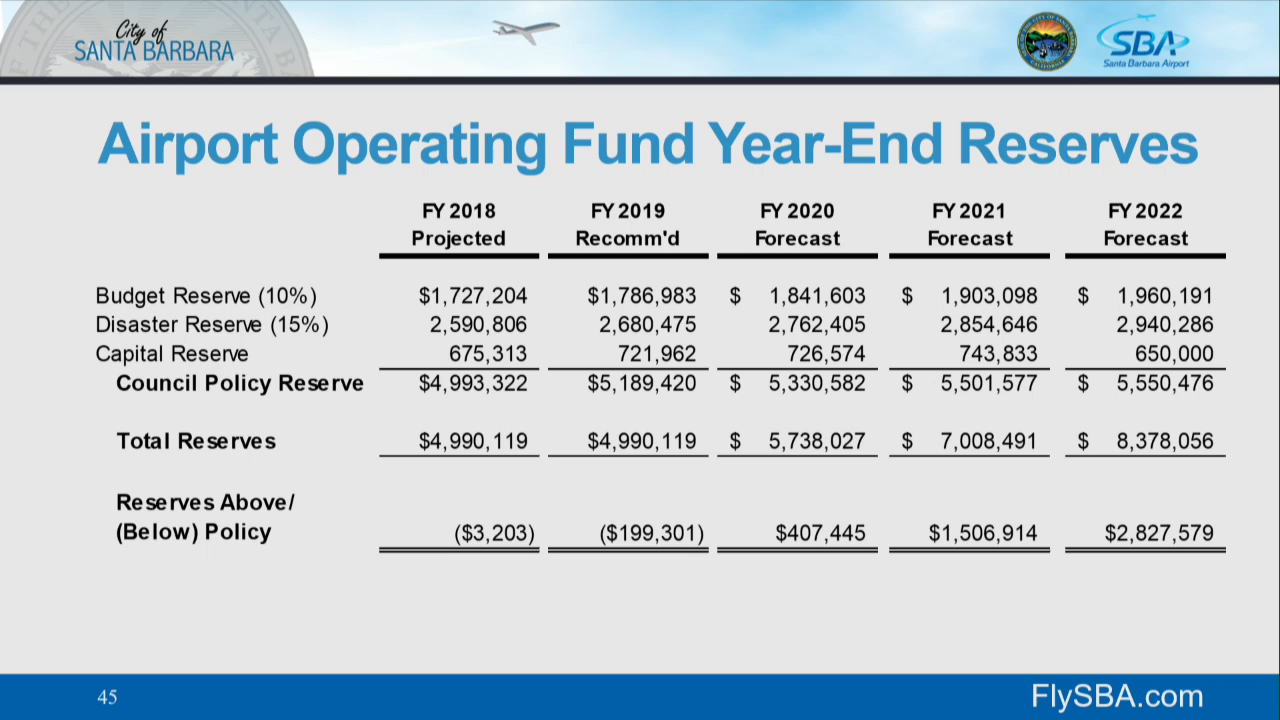 City of
SANTA BARBARA
SBA
Santa Barbara Airport
Airport Operating Fund Year-End Reserves
FY 2018 FY 2019 FY 2020 FY 2021 FY 2022
Projected Recomm'd Forecast Forecast Forecast
Budget Reserve (10%) $1,727,204 $1,786,983 $ 1,841,603 $ 1,903,098 $ 1,960,191
Disaster Reserve (15%) 2,590,806 2,680,475 2,762,405 2,854,646 2,940,286
Capital Reserve 675,313 721,962 726,574 743,833 650,000
Council Policy Reserve $4,993,322 $5,189,420 $ 5,330,582 $ 5,501,577 $ 5,550,476
Total Reserves $4,990,119 $4,990,119 $ 5,738,027 $ 7,008,491 $ 8,378,056
Reserves Above/
(Below) Policy ($3,203) ($199,301) $407,445 $1,506,914 $2,827,579
45 FlySBA.com